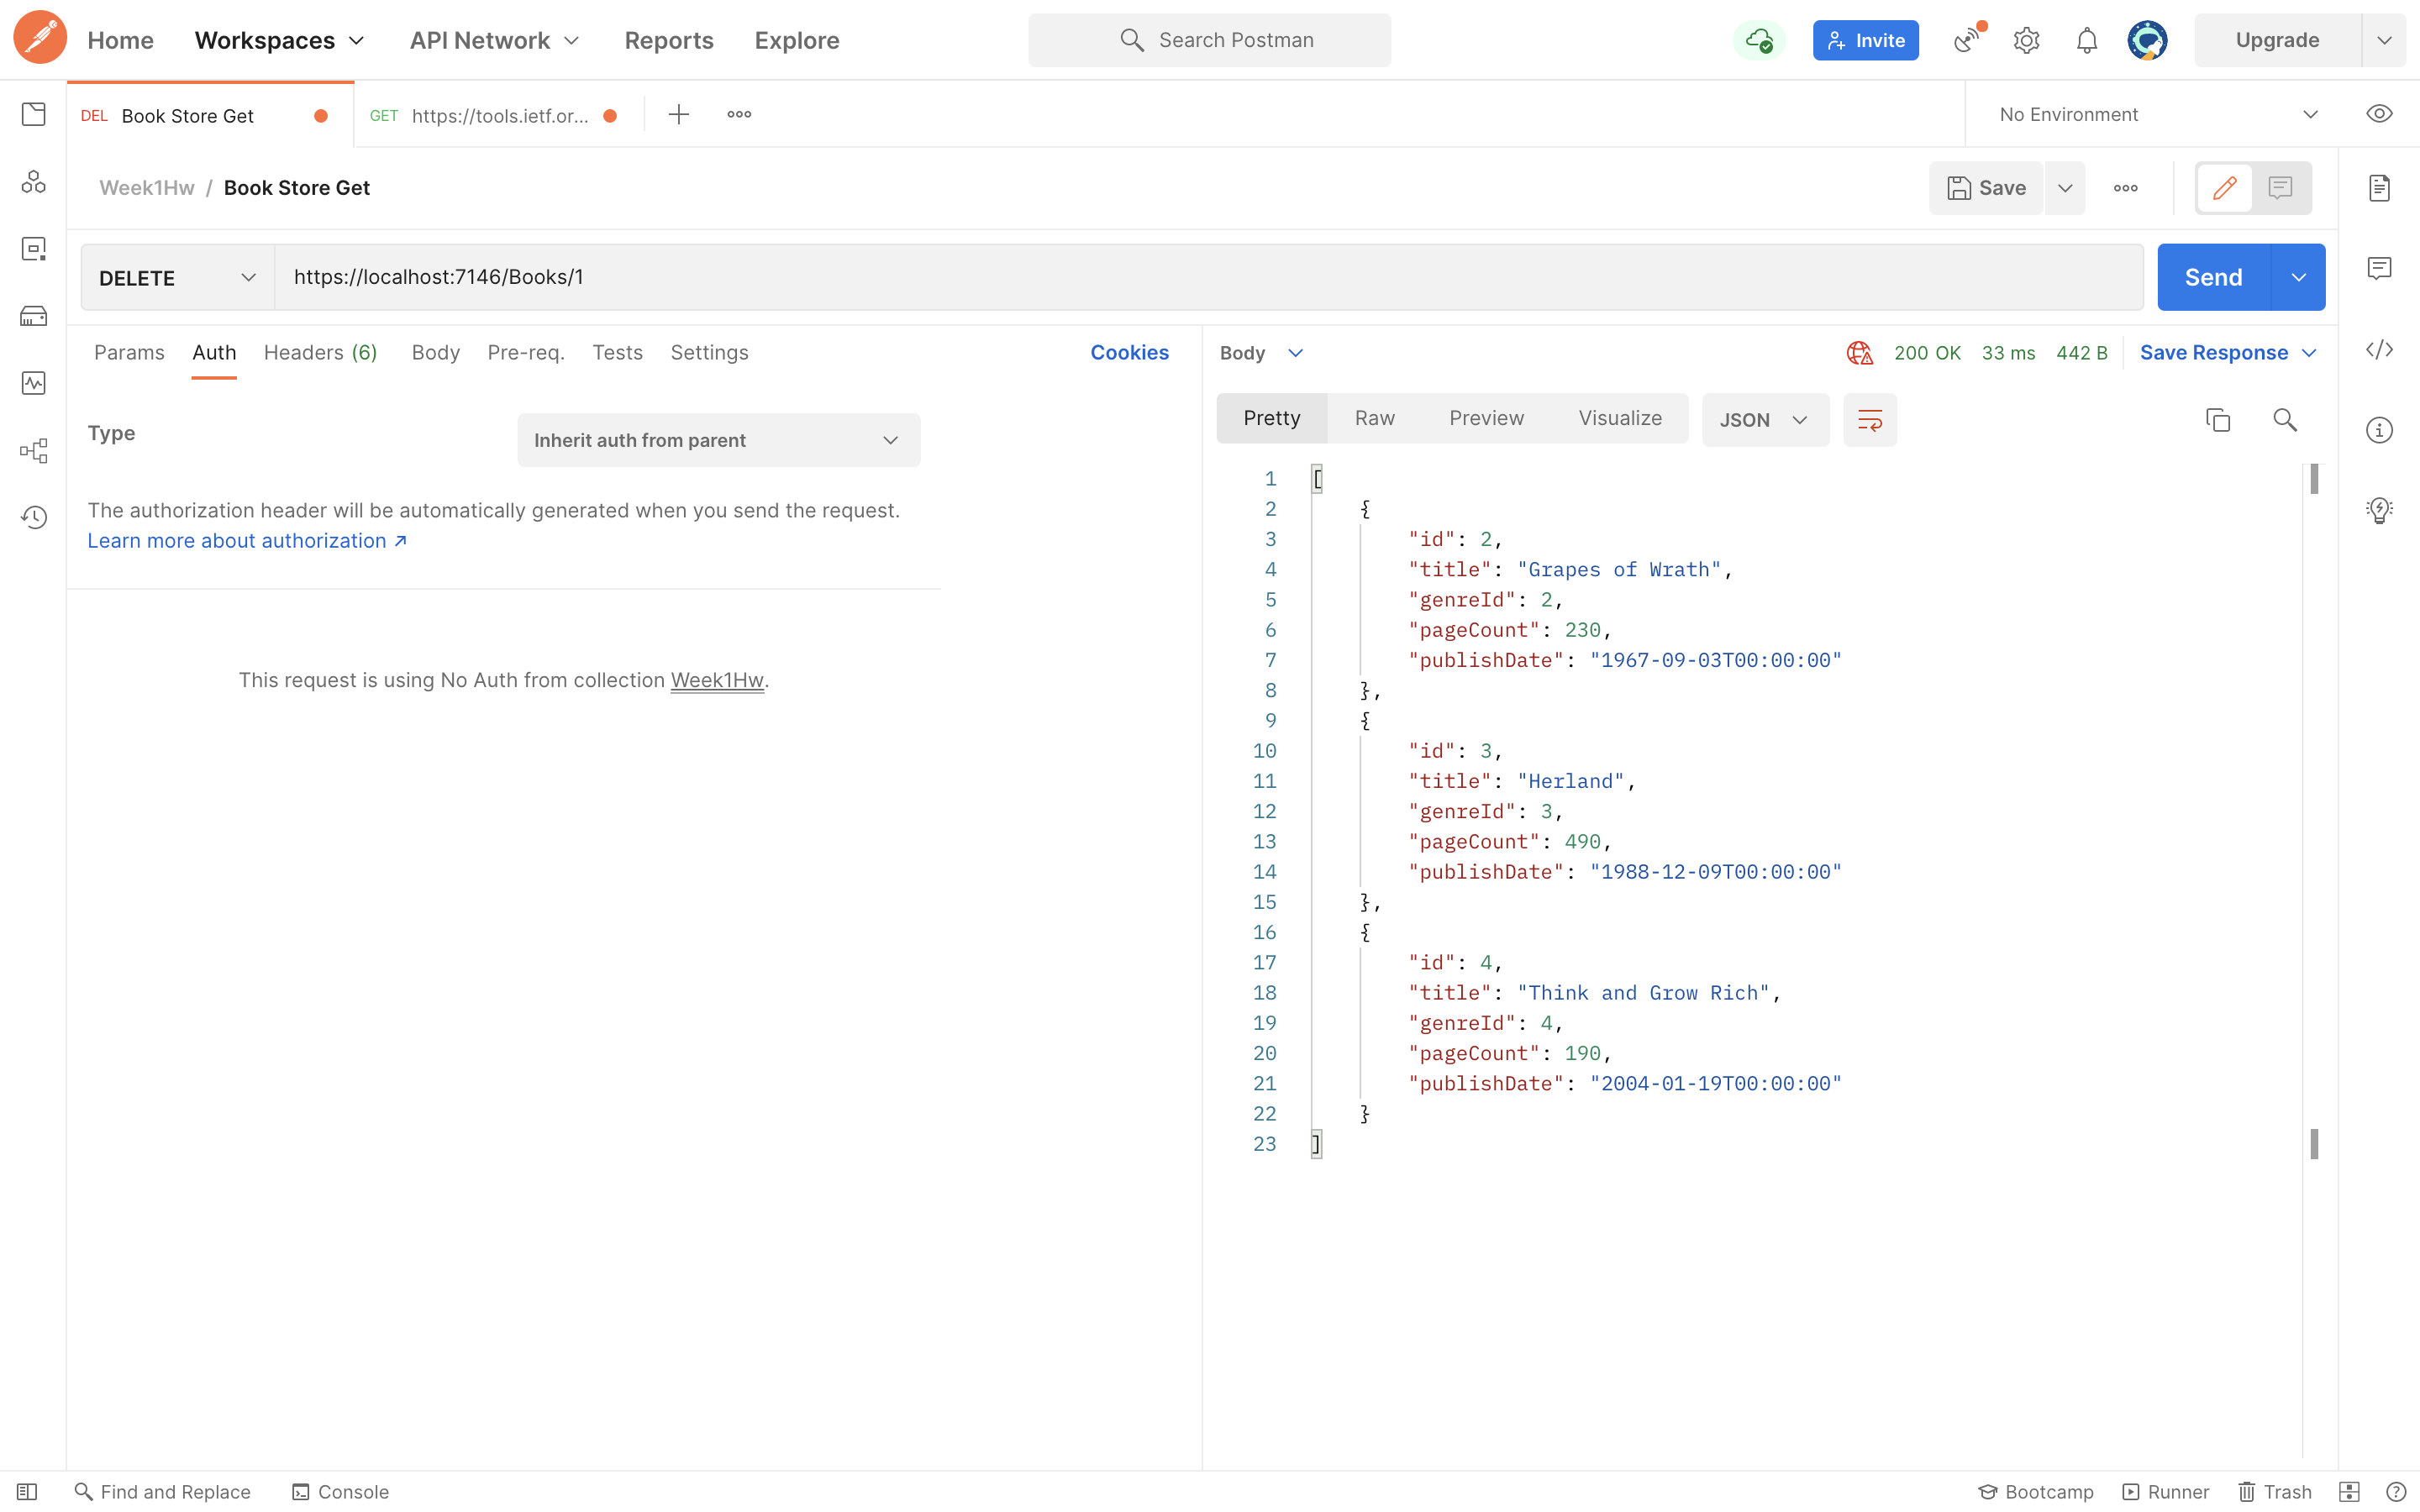 Home Workspaces API Network Reports Explore Search Postman Invite Upgrade
DEL Book Store Get GET https://tools.ietf.or... No Environment
Week1Hw / Book Store Get Save
DELETE https://localhost:7146/Books/1 Send
Params Auth Headers (6) Body Pre-req. Tests Settings Cookies
Type Inherit auth from parent
The authorization header will be automatically generated when you send the request.
Learn more about authorization ↗
This request is using No Auth from collection Week1Hw.
Body 200 OK 33 ms 442 B Save Response
Pretty Raw Preview Visualize JSON
1 [
2 {
3 "id": 2,
4 "title": "Grapes of Wrath",
5 "genreId": 2,
6 "pageCount": 230,
7 "publishDate": "1967-09-03T00:00:00"
8 },
9 {
10 "id": 3,
11 "title": "Herland",
12 "genreId": 3,
13 "pageCount": 490,
14 "publishDate": "1988-12-09T00:00:00"
15 },
16 {
17 "id": 4,
18 "title": "Think and Grow Rich",
19 "genreId": 4,
20 "pageCount": 190,
21 "publishDate": "2004-01-19T00:00:00"
22 }
23 ]
Find and Replace Console Bootcamp Runner Trash